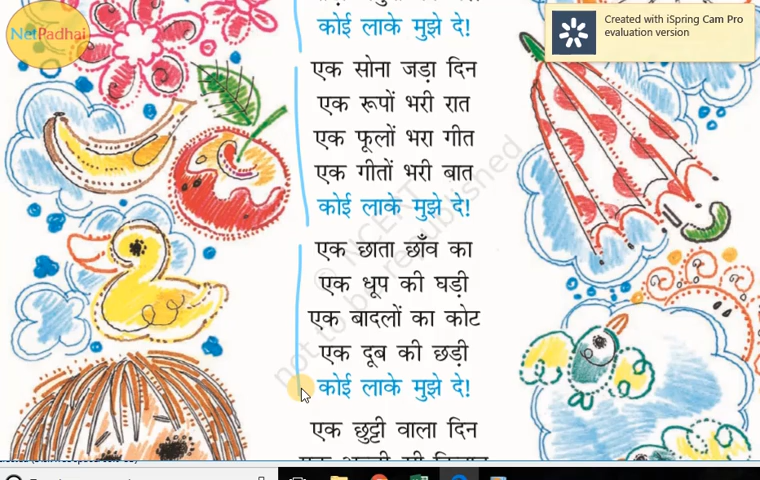 NetPadhai
Created with iSpring Cam Pro
evaluation version
कोई लाके मुझे दे!
एक सोना जड़ा दिन
एक रूपों भरी रात
एक फूलों भरा गीत
एक गीतों भरी बात
कोई लाके मुझे दे!
एक छाता छाँव का
एक धूप की घड़ी
एक बादलों का कोट
एक दूब की छड़ी
कोई लाके मुझे दे!
एक छुट्टी वाला दिन
© NCERT
not to be republished